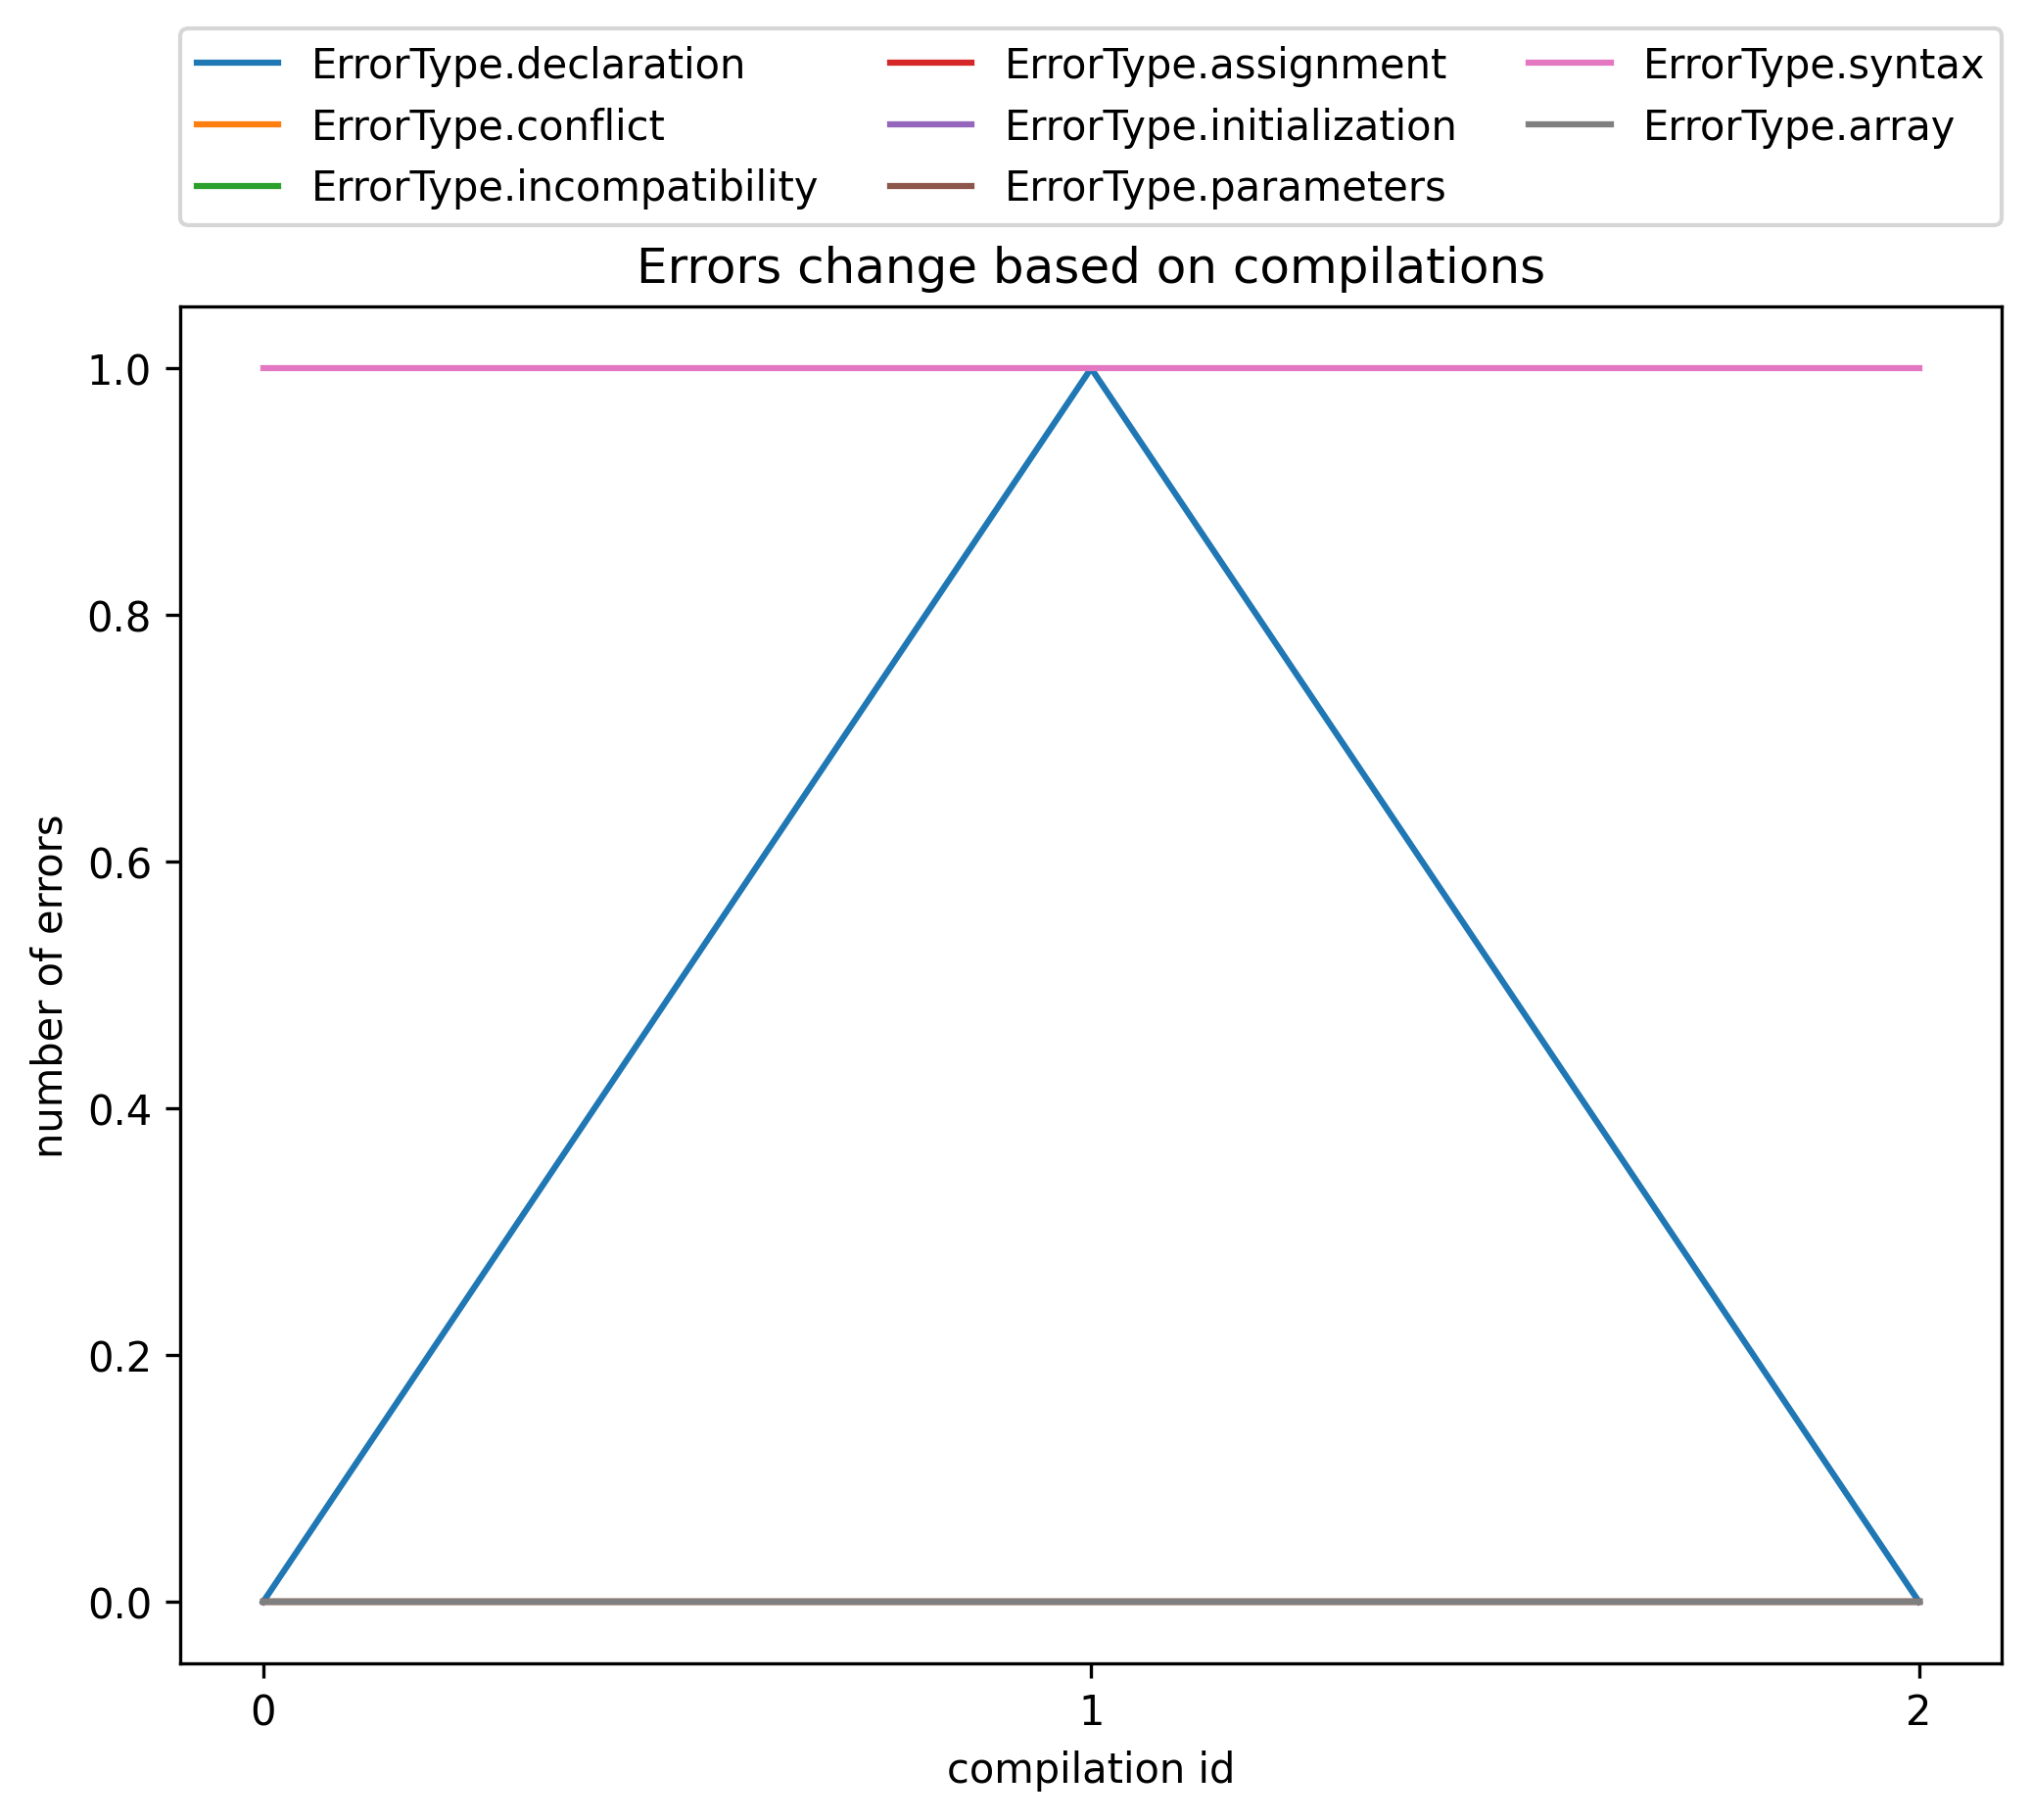 ErrorType.declaration
ErrorType.conflict
ErrorType.incompatibility
ErrorType.assignment
ErrorType.initialization
ErrorType.parameters
ErrorType.syntax
ErrorType.array
Errors change based on compilations
number of errors
1.0
0.8
0.6
0.4
0.2
0.0
0 1 2
compilation id